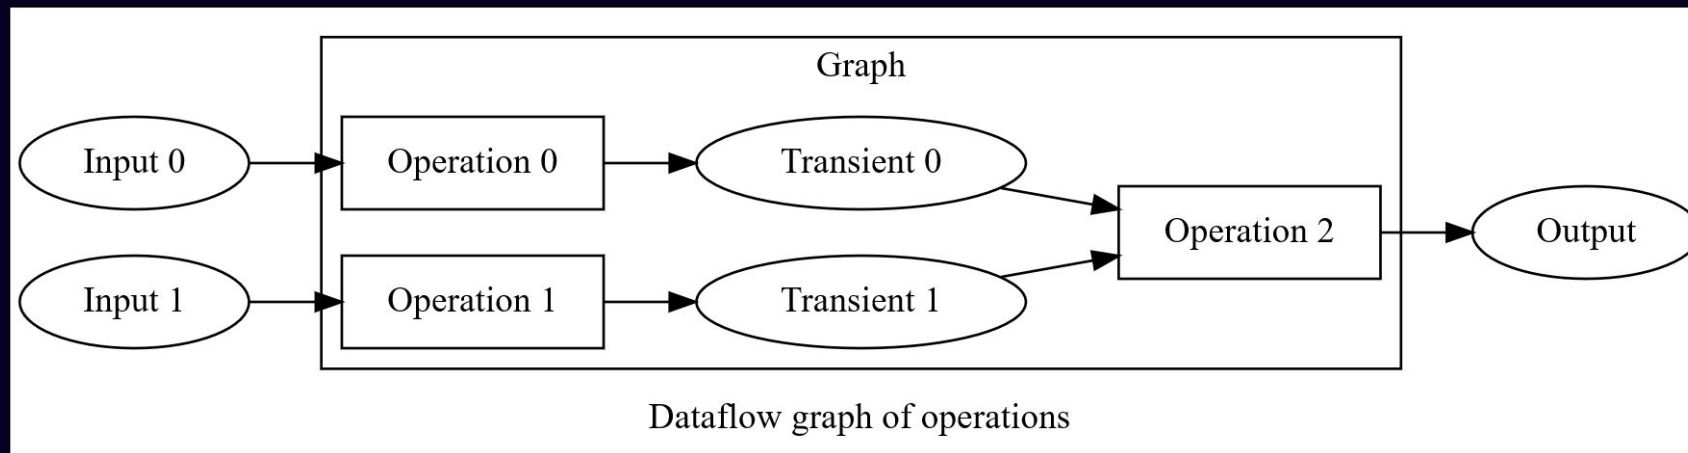 Graph
Input 0
Operation 0
Transient 0
Operation 2
Output
Input 1
Operation 1
Transient 1
Dataflow graph of operations